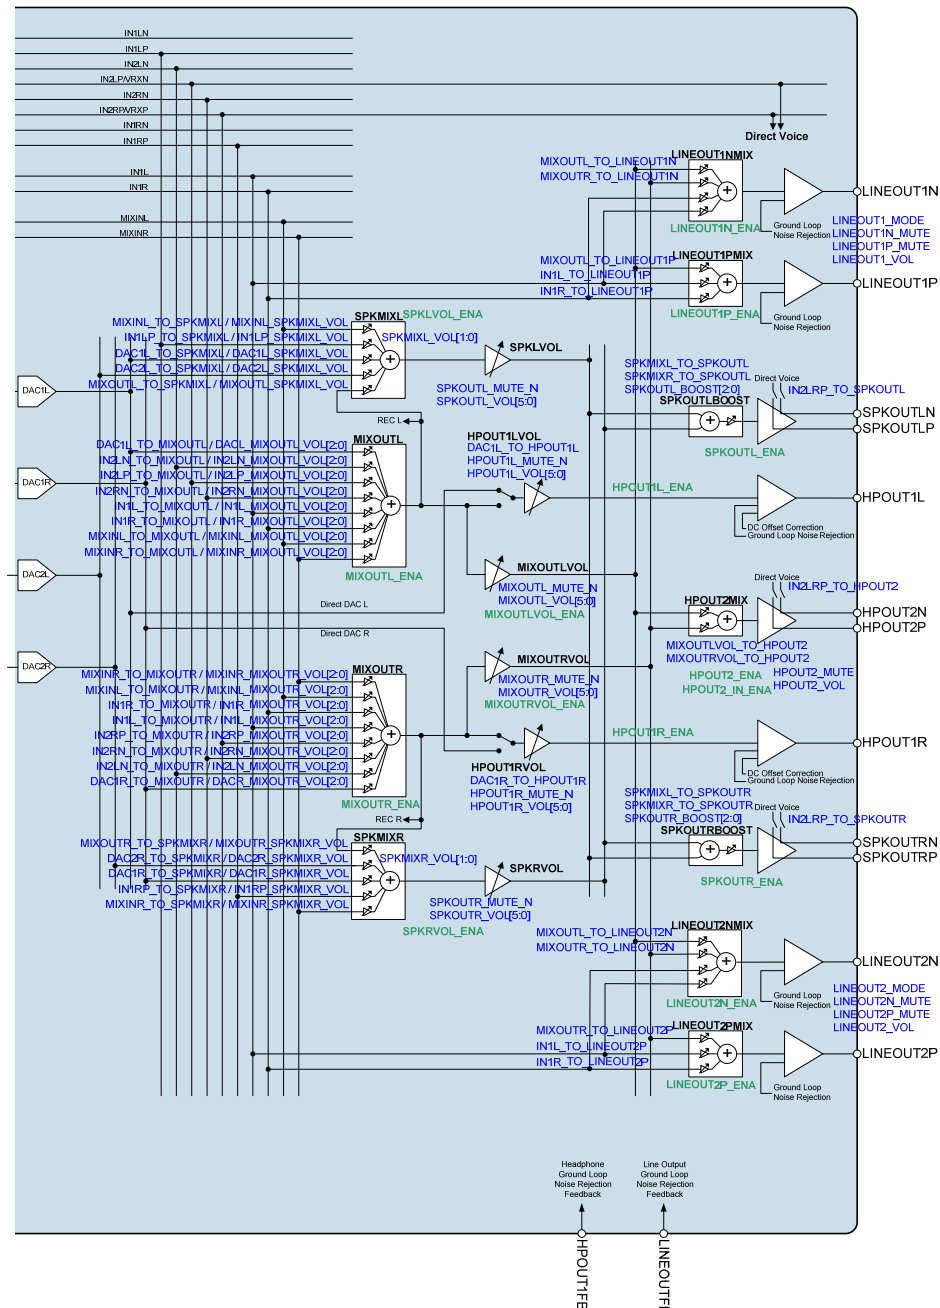 IN1LN
IN1LP
IN2LN
IN2LP/VRXN
IN2RN
IN2RP/VRXP
IN1RN
IN1RP
IN1L
IN1R
MIXINL
MIXINR
Direct Voice
LINEOUT1NMIX
MIXOUTL_TO_LINEOUT1N
MIXOUTR_TO_LINEOUT1N
LINEOUT1N_ENA
Ground Loop
Noise Rejection
LINEOUT1N
LINEOUT1_MODE
LINEOUT1N_MUTE
LINEOUT1P_MUTE
LINEOUT1_VOL
LINEOUT1PMIX
MIXOUTL_TO_LINEOUT1P
IN1L_TO_LINEOUT1P
IN1R_TO_LINEOUT1P
LINEOUT1P_ENA
Ground Loop
Noise Rejection
LINEOUT1P
SPKMIXL
SPKLVOL_ENA
MIXINL_TO_SPKMIXL / MIXINL_SPKMIXL_VOL
IN1LP_TO_SPKMIXL / IN1LP_SPKMIXL_VOL
DAC1L_TO_SPKMIXL / DAC1L_SPKMIXL_VOL
DAC2L_TO_SPKMIXL / DAC2L_SPKMIXL_VOL
MIXOUTL_TO_SPKMIXL / MIXOUTL_SPKMIXL_VOL
SPKMIXL_VOL[1:0]
SPKLVOL
SPKOUTL_MUTE_N
SPKOUTL_VOL[5:0]
SPKMIXL_TO_SPKOUTL
SPKMIXR_TO_SPKOUTL
SPKOUTL_BOOST[2:0]
SPKOUTLBOOST
Direct Voice
IN2LRP_TO_SPKOUTL
SPKOUTL_ENA
SPKOUTLN
SPKOUTLP
DAC1L
REC L
MIXOUTL
DAC1L_TO_MIXOUTL / DACL_MIXOUTL_VOL[2:0]
IN2LN_TO_MIXOUTL / IN2LN_MIXOUTL_VOL[2:0]
IN2LP_TO_MIXOUTL / IN2LP_MIXOUTL_VOL[2:0]
IN2RN_TO_MIXOUTL / IN2RN_MIXOUTL_VOL[2:0]
IN1L_TO_MIXOUTL / IN1L_MIXOUTL_VOL[2:0]
IN1R_TO_MIXOUTL / IN1R_MIXOUTL_VOL[2:0]
MIXINL_TO_MIXOUTL / MIXINL_MIXOUTL_VOL[2:0]
MIXINR_TO_MIXOUTL / MIXINR_MIXOUTL_VOL[2:0]
MIXOUTL_ENA
DAC1R
HPOUT1LVOL
DAC1L_TO_HPOUT1L
HPOUT1L_MUTE_N
HPOUT1L_VOL[5:0]
HPOUT1L_ENA
DC Offset Correction
Ground Loop Noise Rejection
HPOUT1L
DAC2L
MIXOUTLVOL
MIXOUTL_MUTE_N
MIXOUTL_VOL[5:0]
MIXOUTLVOL_ENA
Direct DAC L
Direct DAC R
HPOUT2MIX
Direct Voice
IN2LRP_TO_HPOUT2
HPOUT2N
HPOUT2P
MIXOUTLVOL_TO_HPOUT2
MIXOUTRVOL_TO_HPOUT2
HPOUT2_ENA
HPOUT2_IN_ENA
HPOUT2_MUTE
HPOUT2_VOL
DAC2R
MIXOUTRVOL
MIXOUTR_MUTE_N
MIXOUTR_VOL[5:0]
MIXOUTRVOL_ENA
MIXOUTR
MIXINR_TO_MIXOUTR / MIXINR_MIXOUTR_VOL[2:0]
MIXINL_TO_MIXOUTR / MIXINL_MIXOUTR_VOL[2:0]
IN1R_TO_MIXOUTR / IN1R_MIXOUTR_VOL[2:0]
IN1L_TO_MIXOUTR / IN1L_MIXOUTR_VOL[2:0]
IN2RP_TO_MIXOUTR / IN2RP_MIXOUTR_VOL[2:0]
IN2RN_TO_MIXOUTR / IN2RN_MIXOUTR_VOL[2:0]
IN2LN_TO_MIXOUTR / IN2LN_MIXOUTR_VOL[2:0]
DAC1R_TO_MIXOUTR / DACR_MIXOUTR_VOL[2:0]
MIXOUTR_ENA
REC R
HPOUT1RVOL
DAC1R_TO_HPOUT1R
HPOUT1R_MUTE_N
HPOUT1R_VOL[5:0]
HPOUT1R_ENA
DC Offset Correction
Ground Loop Noise Rejection
HPOUT1R
SPKMIXL_TO_SPKOUTR
SPKMIXR_TO_SPKOUTR
SPKOUTR_BOOST[2:0]
SPKOUTRBOOST
Direct Voice
IN2LRP_TO_SPKOUTR
SPKOUTR_ENA
SPKOUTRN
SPKOUTRP
SPKMIXR
MIXOUTR_TO_SPKMIXR / MIXOUTR_SPKMIXR_VOL
DAC2R_TO_SPKMIXR / DAC2R_SPKMIXR_VOL
DAC1R_TO_SPKMIXR / DAC1R_SPKMIXR_VOL
IN1RP_TO_SPKMIXR / IN1RP_SPKMIXR_VOL
MIXINR_TO_SPKMIXR / MIXINR_SPKMIXR_VOL
SPKMIXR_VOL[1:0]
SPKRVOL
SPKOUTR_MUTE_N
SPKOUTR_VOL[5:0]
SPKRVOL_ENA
LINEOUT2NMIX
MIXOUTL_TO_LINEOUT2N
MIXOUTR_TO_LINEOUT2N
LINEOUT2N_ENA
Ground Loop
Noise Rejection
LINEOUT2N
LINEOUT2_MODE
LINEOUT2N_MUTE
LINEOUT2P_MUTE
LINEOUT2_VOL
LINEOUT2PMIX
MIXOUTR_TO_LINEOUT2P
IN1L_TO_LINEOUT2P
IN1R_TO_LINEOUT2P
LINEOUT2P_ENA
Ground Loop
Noise Rejection
LINEOUT2P
Headphone
Ground Loop
Noise Rejection
Feedback
Line Output
Ground Loop
Noise Rejection
Feedback
HPOUT1FB